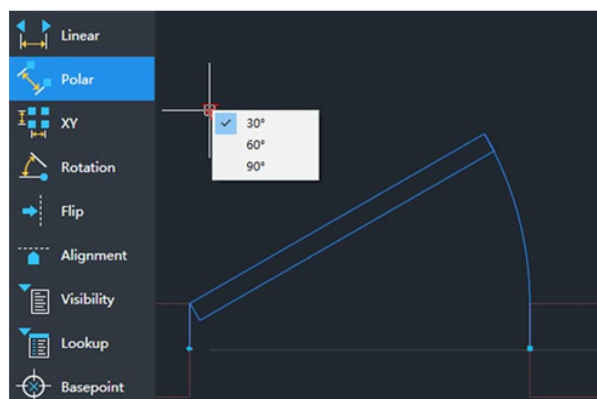 Linear
Polar
XY
Rotation
Flip
Alignment
Visibility
Lookup
Basepoint
30°
60°
90°